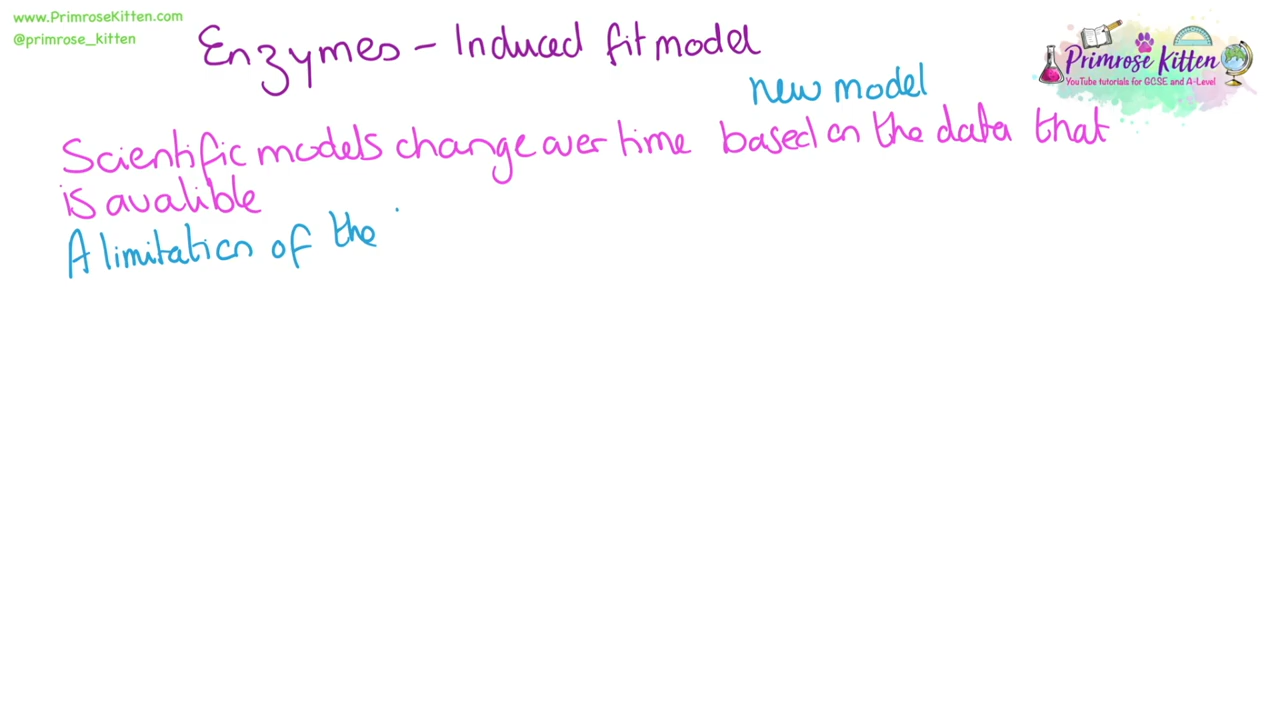 www.PrimroseKitten.com
@primrose_kitten
Enzymes - Induced fit model
Primrose Kitten
YouTube tutorials for GCSE and A-Level
new model
Scientific models change over time based on the data that
is avalible
A limitation of the